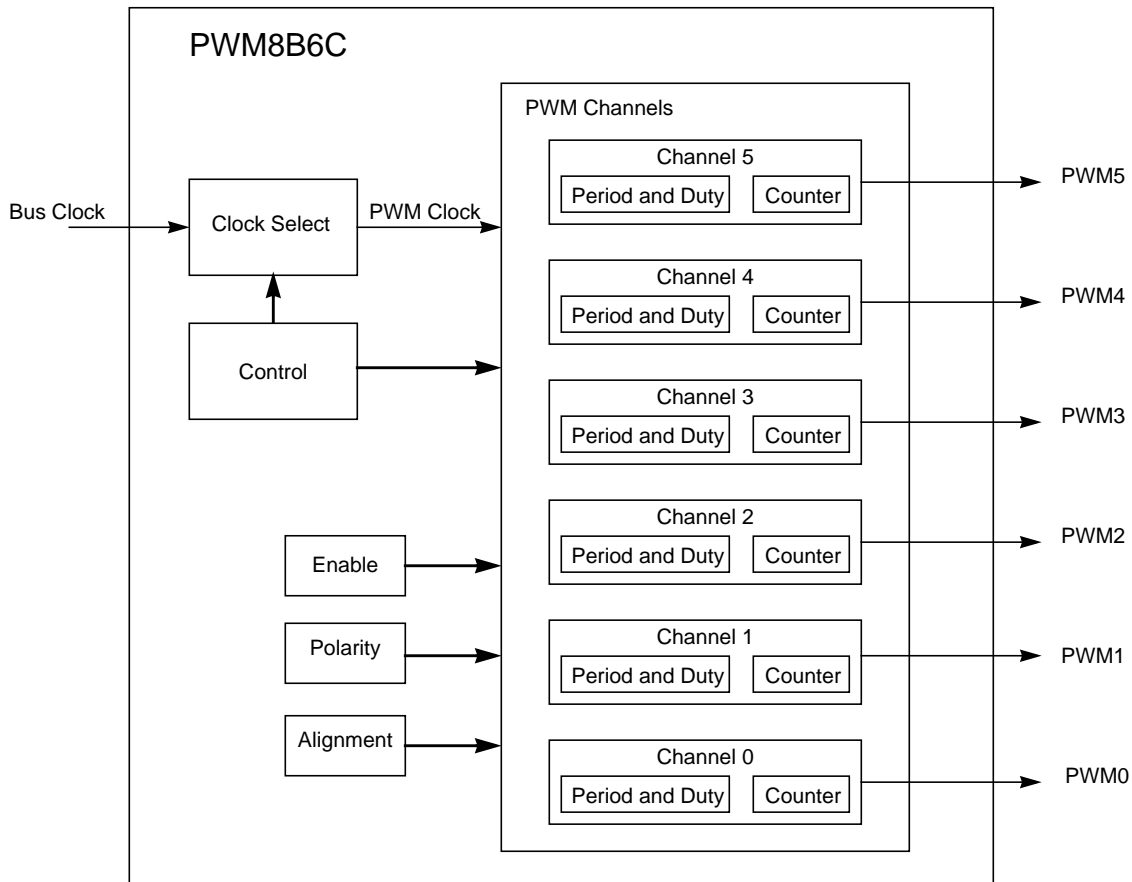 PWM8B6C
PWM Channels
Channel 5
Period and Duty
Counter
PWM5
Bus Clock
Clock Select
PWM Clock
Channel 4
Period and Duty
Counter
PWM4
Control
Channel 3
Period and Duty
Counter
PWM3
Channel 2
Period and Duty
Counter
PWM2
Enable
Channel 1
Period and Duty
Counter
PWM1
Polarity
Alignment
Channel 0
Period and Duty
Counter
PWM0